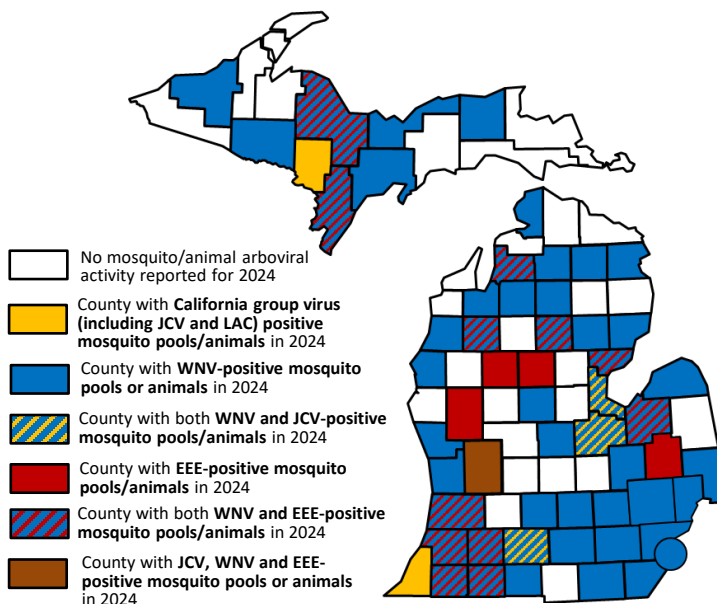 No mosquito/animal arboviral
activity reported for 2024
County with California group virus
(including JCV and LAC) positive
mosquito pools/animals in 2024
County with WNV-positive mosquito
pools or animals in 2024
County with both WNV and JCV-positive
mosquito pools/animals in 2024
County with EEE-positive mosquito
pools/animals in 2024
County with both WNV and EEE-positive
mosquito pools/animals in 2024
County with JCV, WNV and EEE-
positive mosquito pools or animals
in 2024